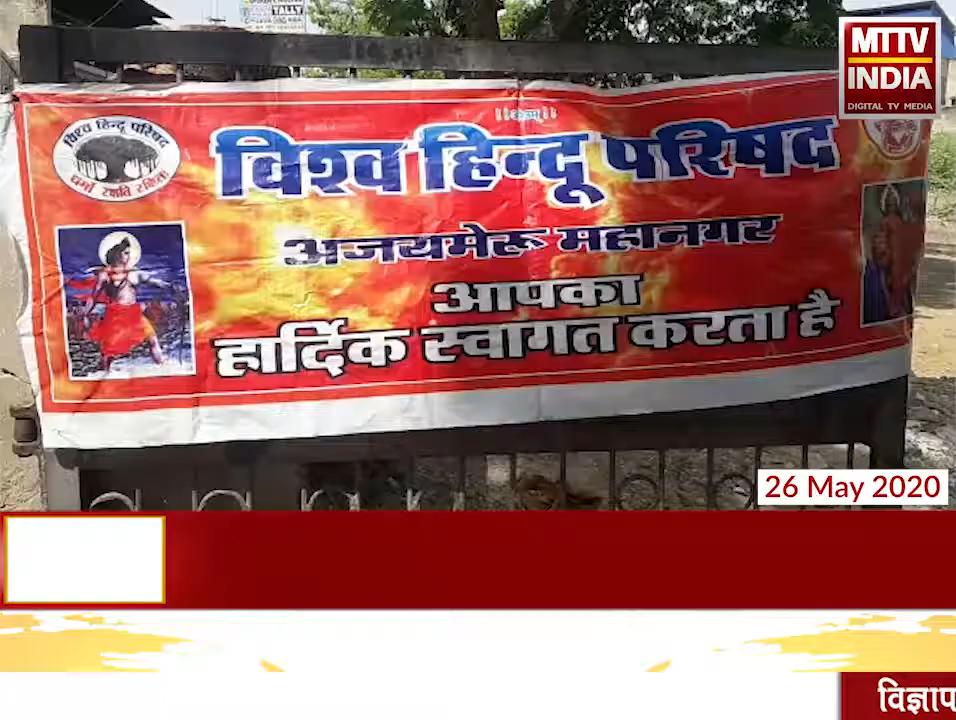 TALLY
MTTV
INDIA
DIGITAL TV MEDIA
॥ॐ॥
विश्व हिन्दू परिषद
धर्मो रक्षति रक्षितः
विश्व हिन्दू परिषद
अजयमेरू महानगर
आपका
हार्दिक स्वागत करता है
26 May 2020
विज्ञाप